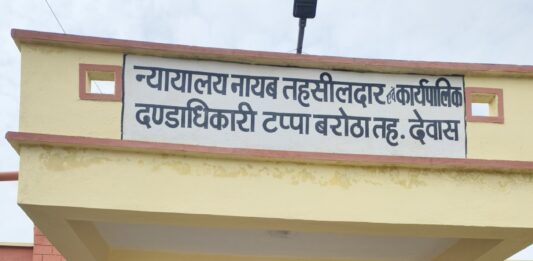 न्यायालय नायब तहसीलदार एवं कार्यपालिक
दण्डाधिकारी टप्पा बरोठा तह. देवास